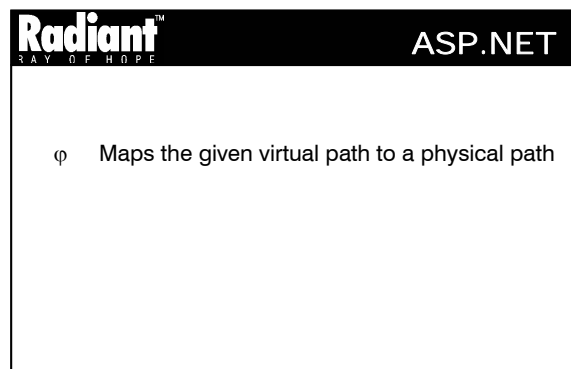 Radiant™
RAY OF HOPE
ASP.NET
φ Maps the given virtual path to a physical path